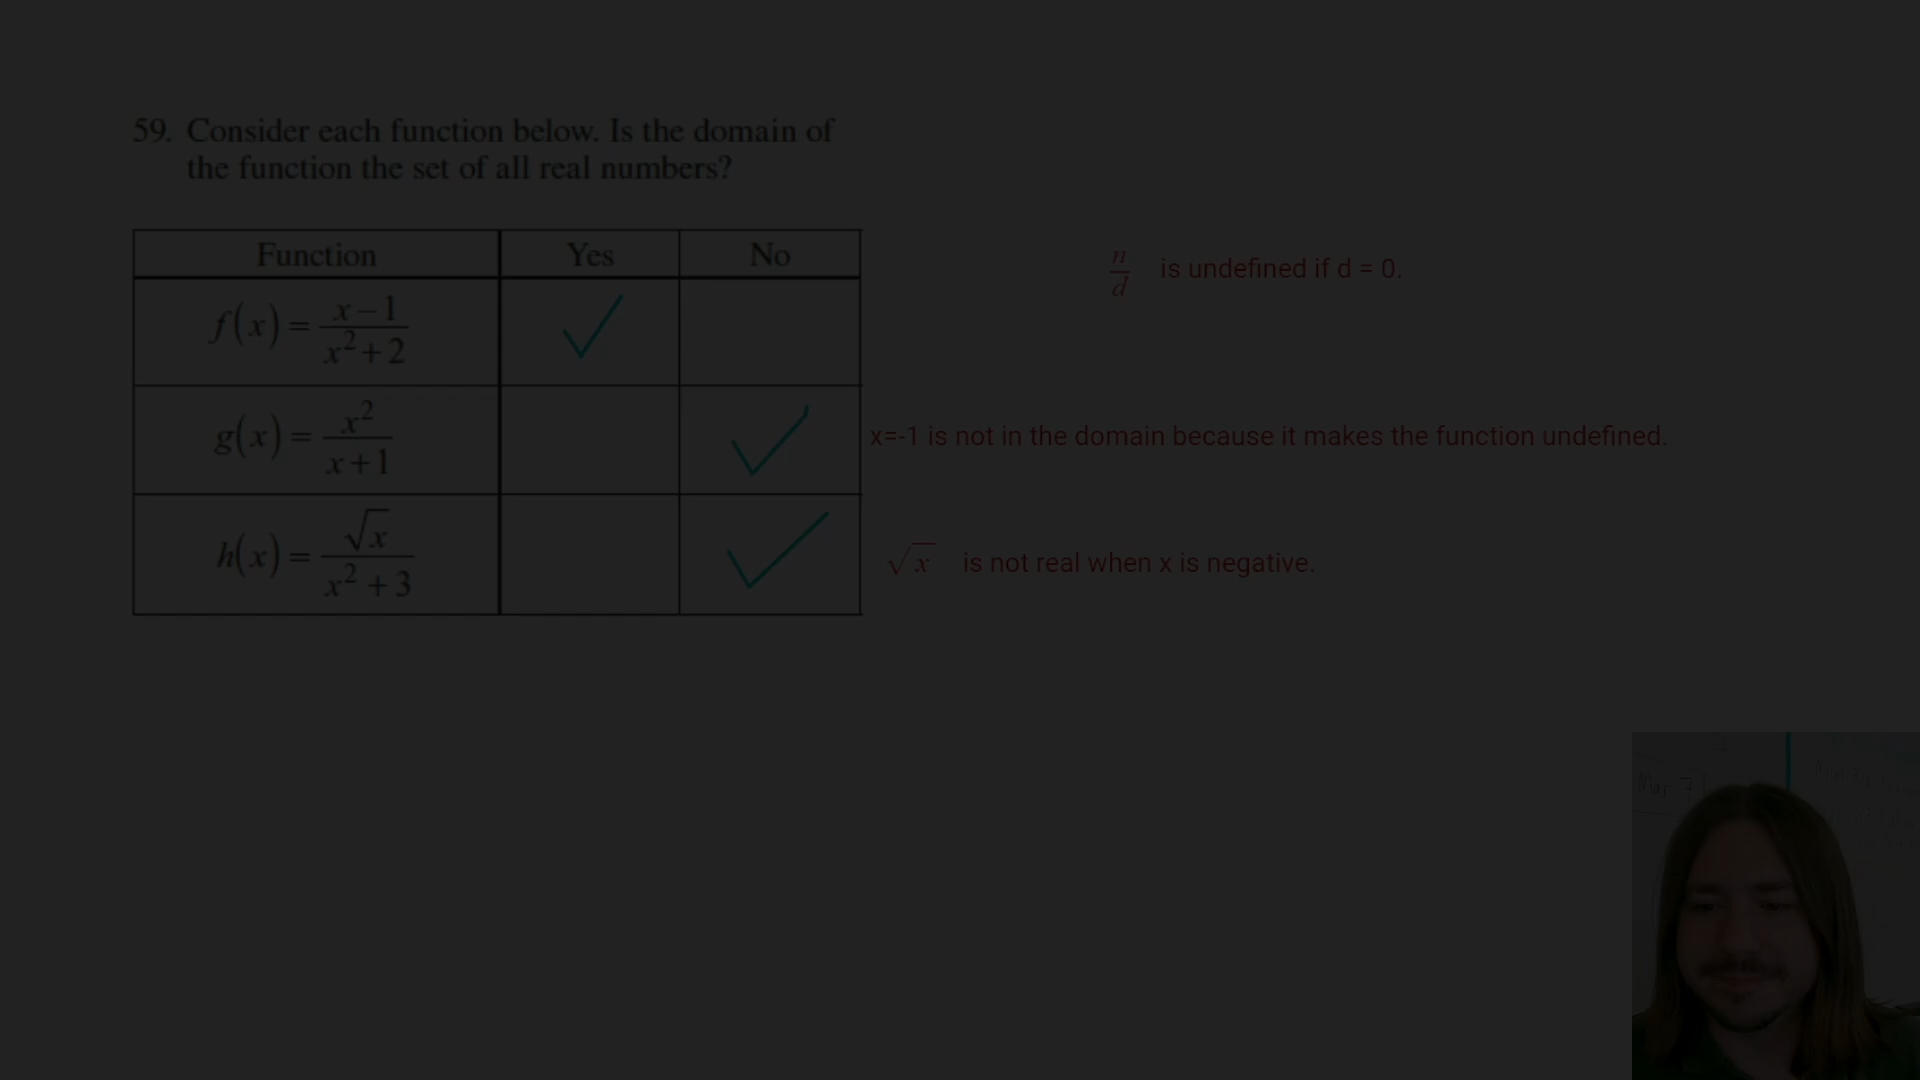 59. Consider each function below. Is the domain of
the function the set of all real numbers?
Function Yes No
f(x) = (x – 1)/(x² + 2) ✓
n/d is undefined if d = 0.
g(x) = x²/(x + 1) ✓
x=-1 is not in the domain because it makes the function undefined.
h(x) = √x/(x² + 3) ✓
√x is not real when x is negative.
Mar 7